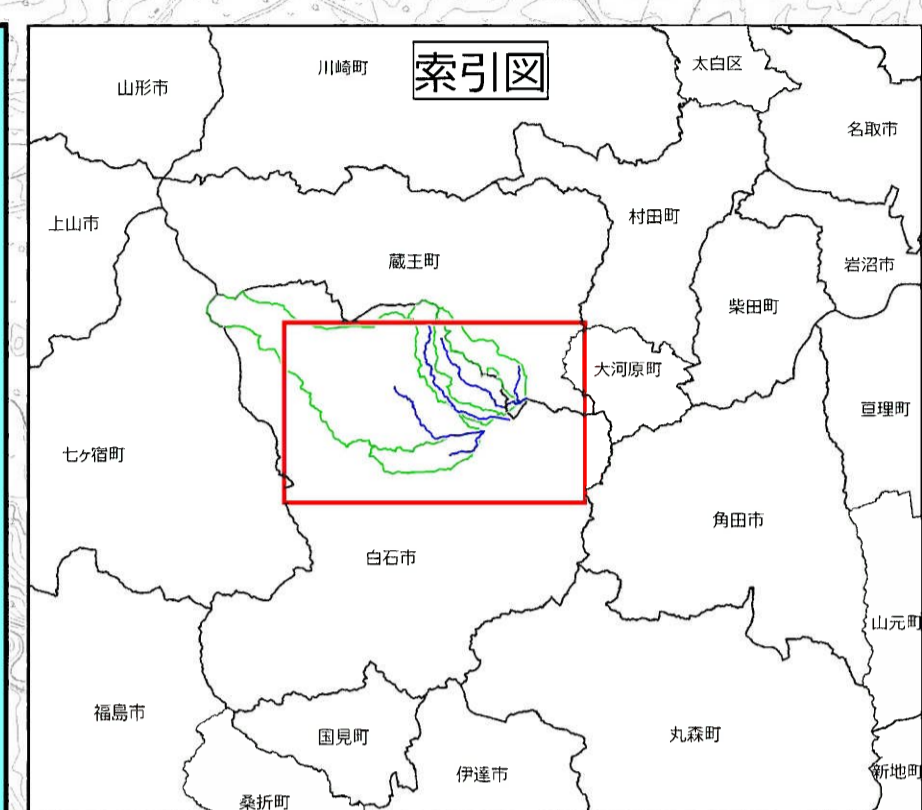 索引図
川崎町
太白区
山形市
名取市
上山市
村田町
蔵王町
岩沼市
柴田町
大河原町
亘理町
七ヶ宿町
角田市
白石市
山元町
福島市
国見町
丸森町
伊達市
新地町
桑折町